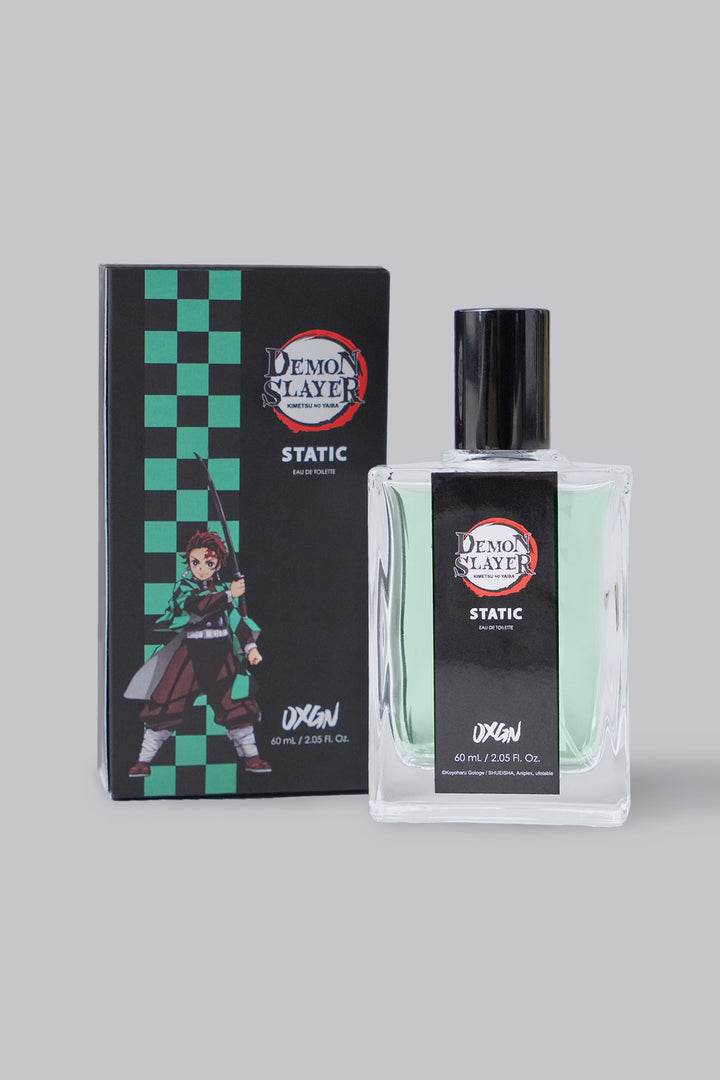 DEMON
SLAYER
KIMETSU NO YAIBA
STATIC
EAU DE TOILETTE
OXGN
60 mL / 2.05 Fl. Oz.
DEMON
SLAYER
KIMETSU NO YAIBA
STATIC
EAU DE TOILETTE
OXGN
60 mL / 2.05 Fl. Oz.
©Koyoharu Gotoge / SHUEISHA, Aniplex, ufotable